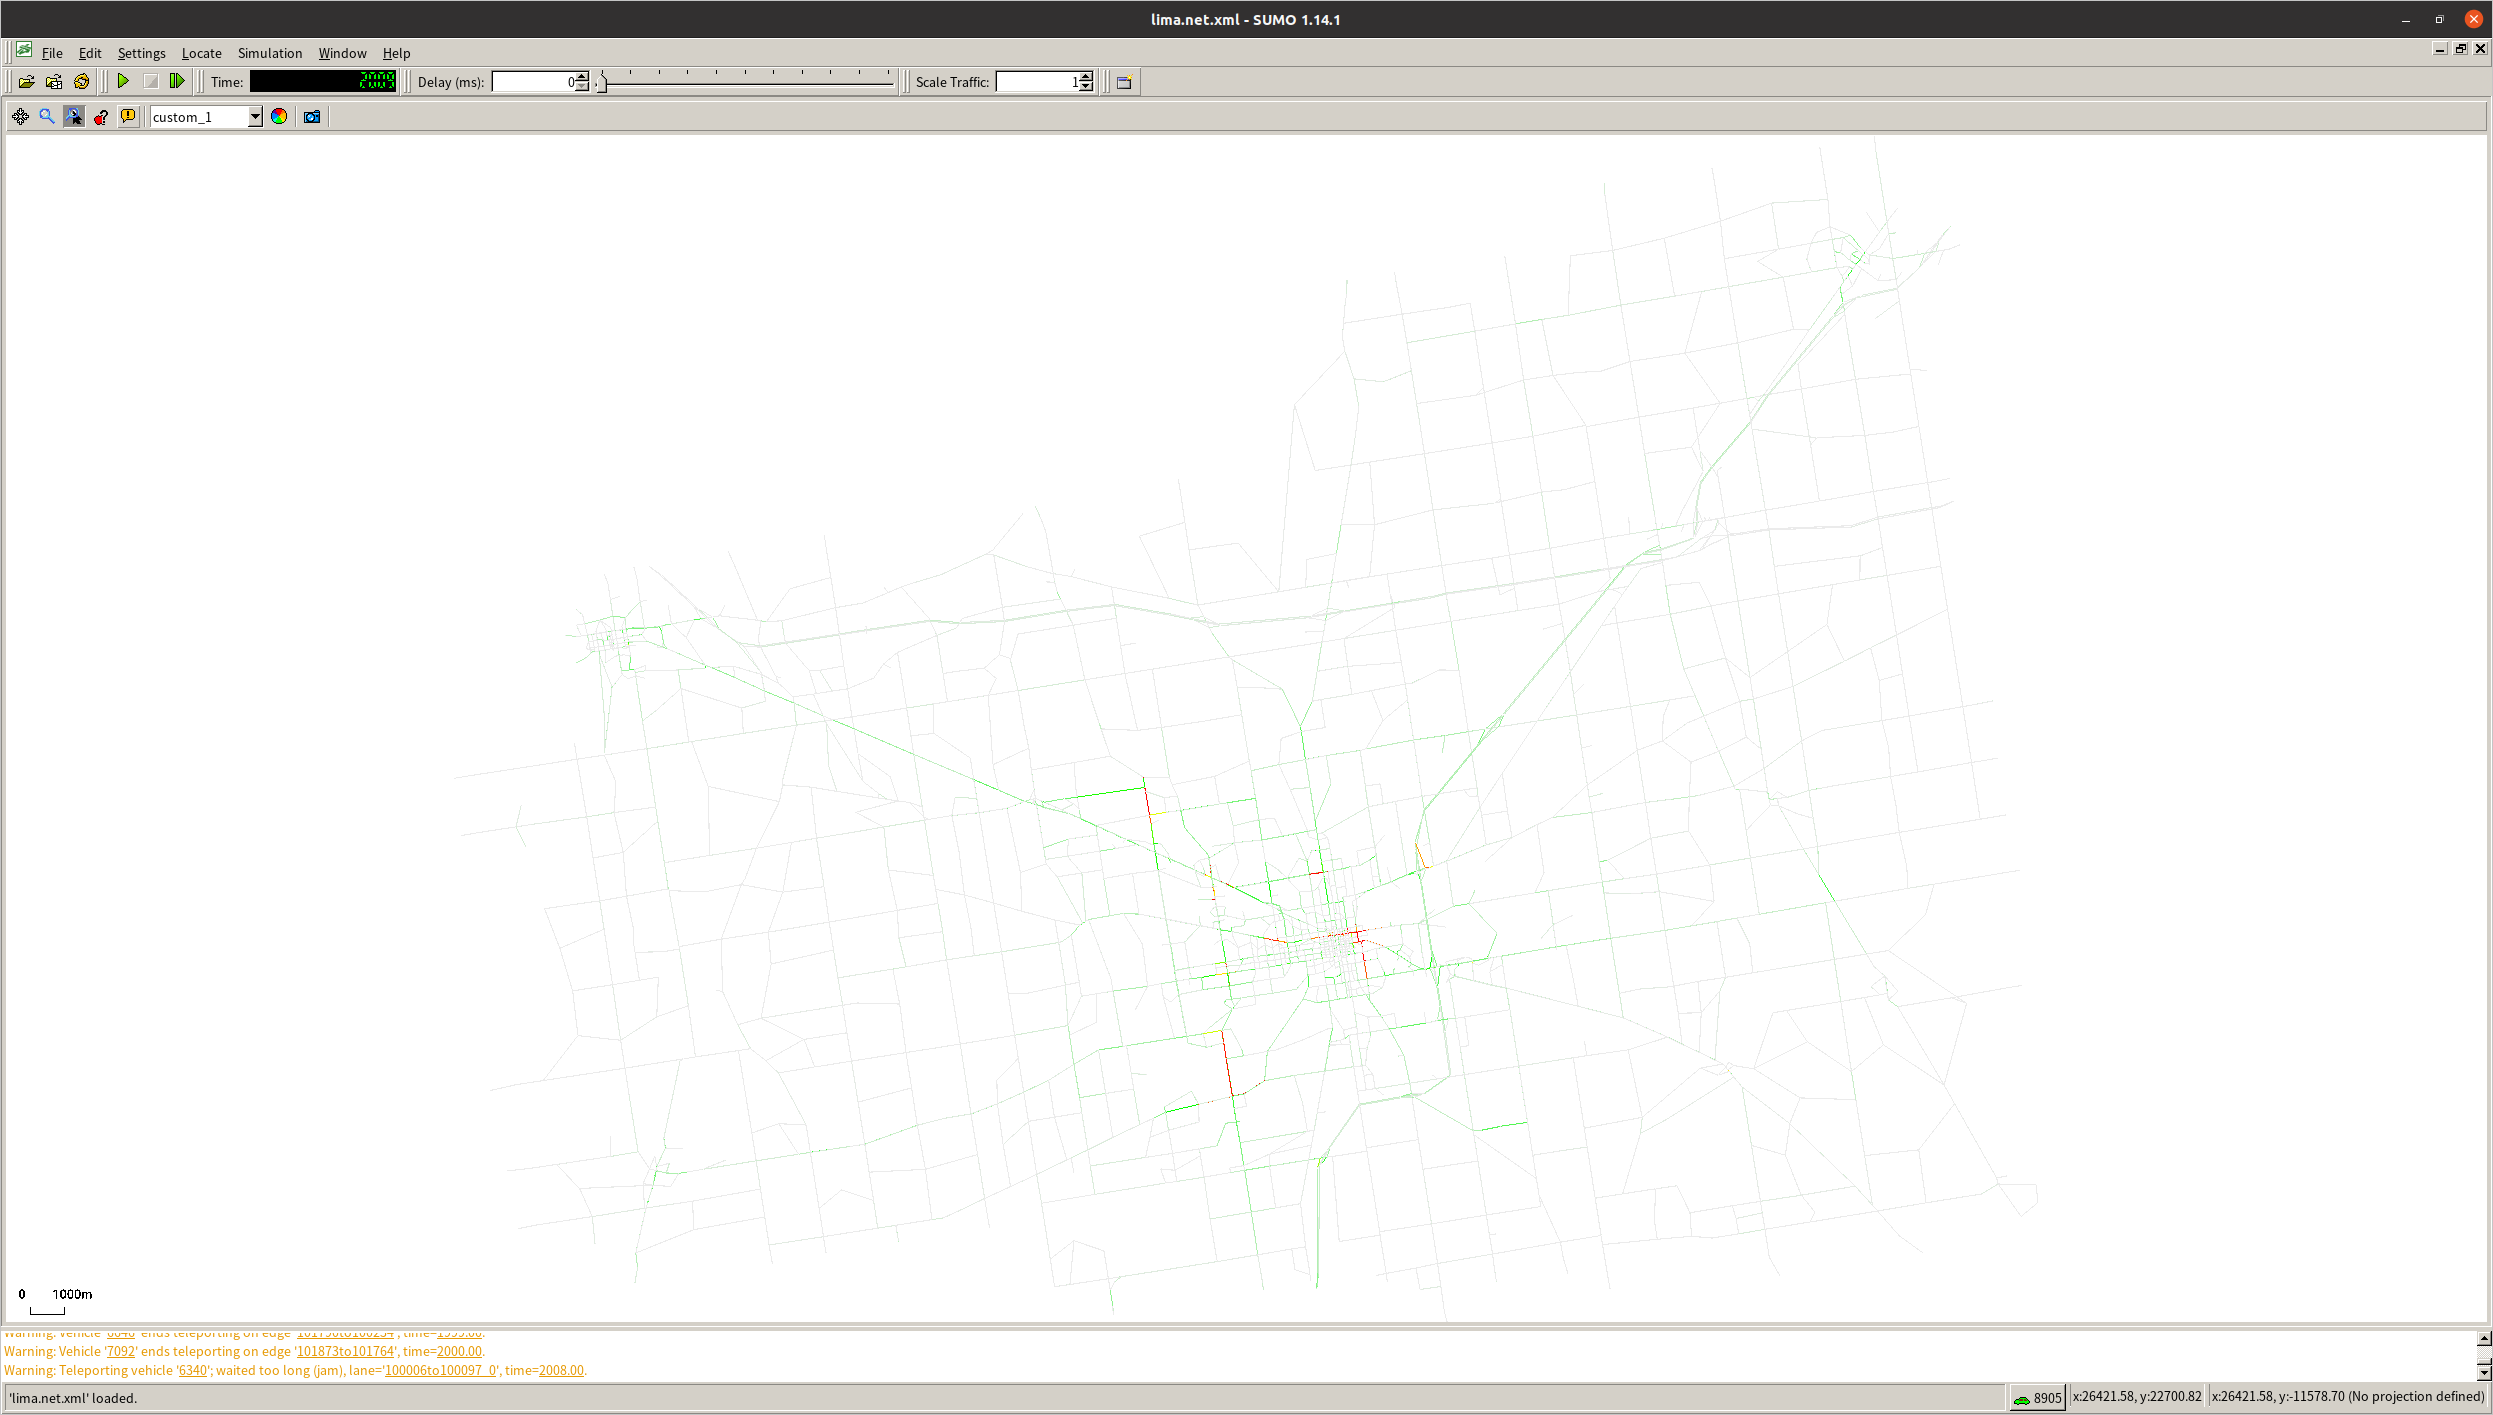 lima.net.xml - SUMO 1.14.1
File Edit Settings Locate Simulation Window Help
Time: 2009 Delay (ms): 0 Scale Traffic: 1
custom_1
0 1000m
Warning: Vehicle '7092' ends teleporting on edge '101873to101764', time=2000.00.
Warning: Teleporting vehicle '6340'; waited too long (jam), lane='100006to100097_0', time=2008.00.
'lima.net.xml' loaded. 8905 x:26421.58, y:22700.82 x:26421.58, y:-11578.70 (No projection defined)